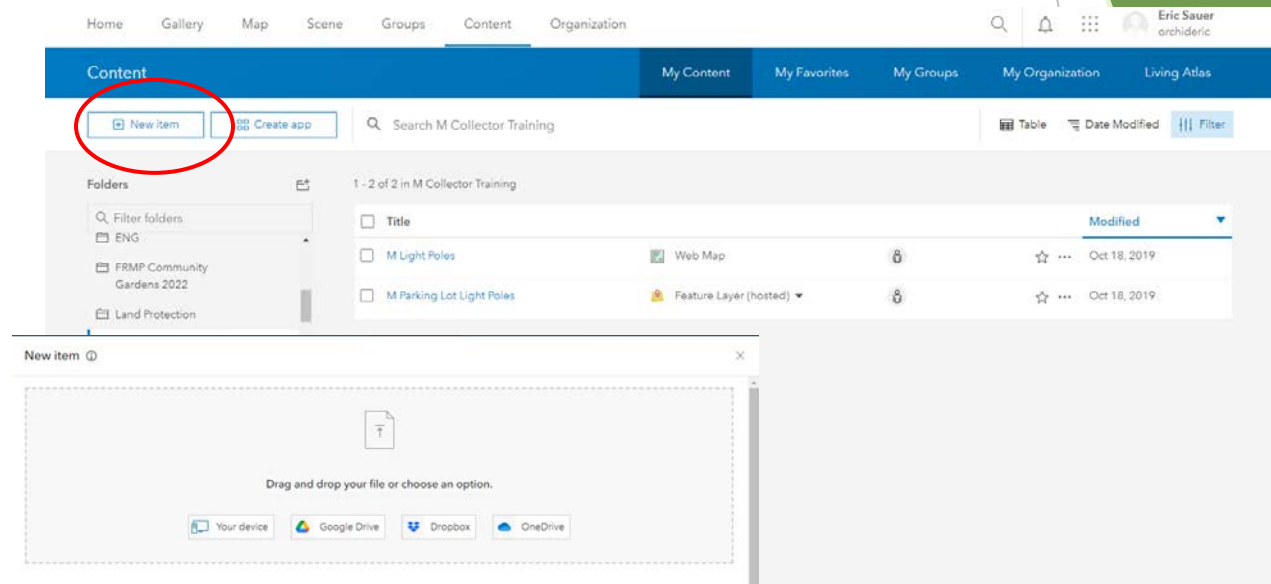 Home Gallery Map Scene Groups Content Organization Eric Sauer
archideric
Content My Content My Favorites My Groups My Organization Living Atlas
New item Create app Search M Collector Training Table Date Modified Filter
Folders 1 - 2 of 2 in M Collector Training
Filter folders Title Modified
ENG
M Light Poles Web Map Oct 18, 2019
FRMP Community
Gardens 2022
M Parking Lot Light Poles Feature Layer (hosted) Oct 18, 2019
Land Protection
New item
Drag and drop your file or choose an option.
Your device Google Drive Dropbox OneDrive